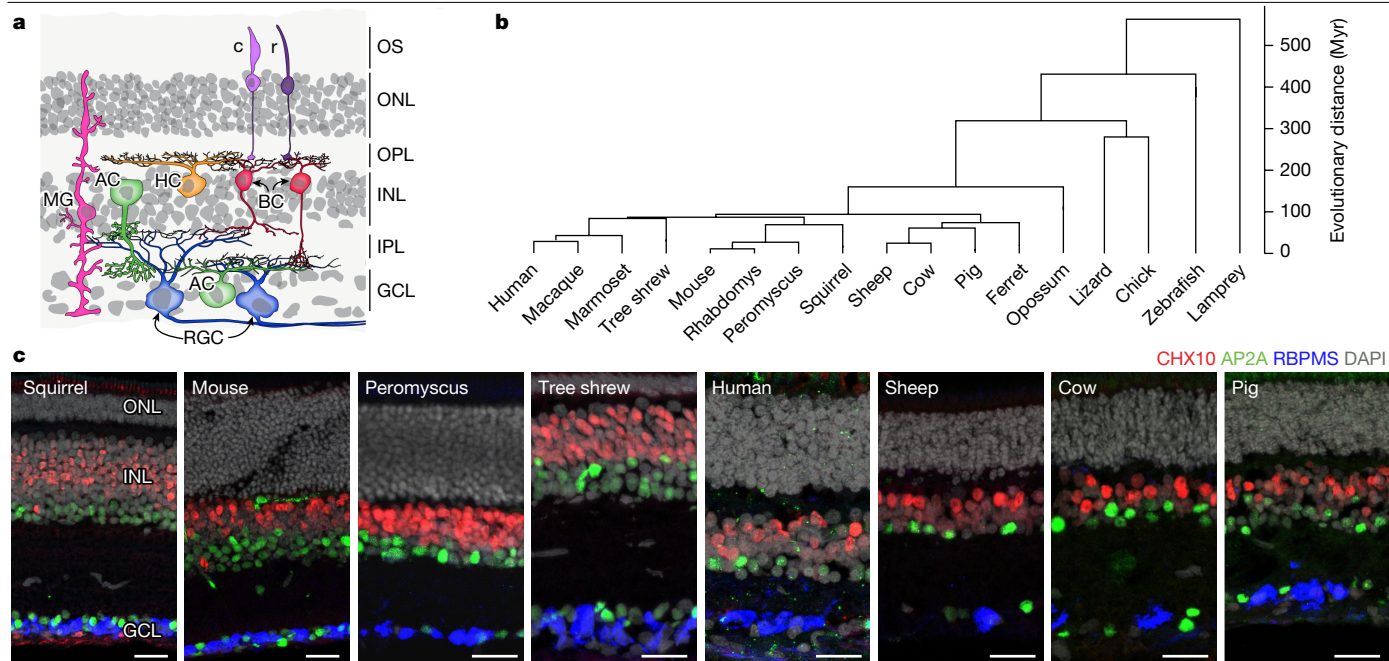 a
c r
OS
ONL
OPL
AC HC
MG BC
INL
IPL
AC
GCL
RGC
b
500
400
300
200
100
0
Evolutionary distance (Myr)
Human
Macaque
Marmoset
Tree shrew
Mouse
Rhabdomys
Peromyscus
Squirrel
Sheep
Cow
Pig
Ferret
Opossum
Lizard
Chick
Zebrafish
Lamprey
c
CHX10 AP2A RBPMS DAPI
Squirrel
ONL
INL
GCL
Mouse
Peromyscus
Tree shrew
Human
Sheep
Cow
Pig